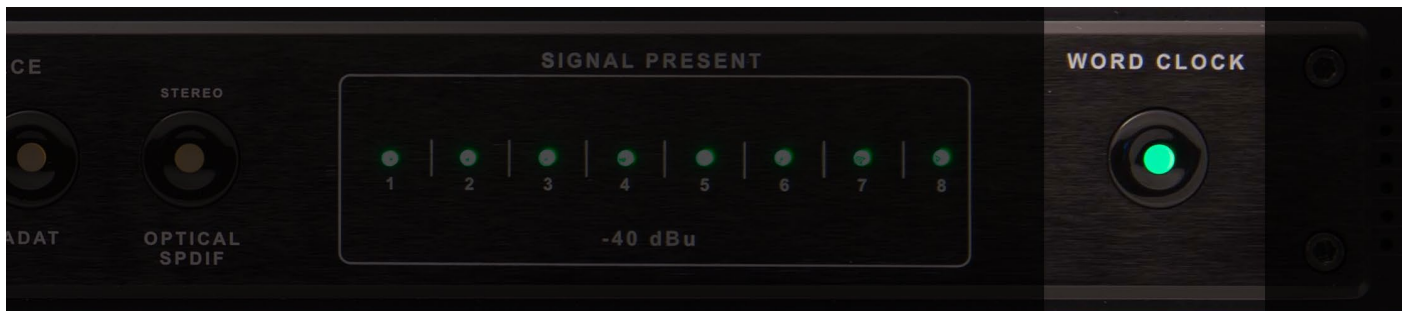 CE
SIGNAL PRESENT
WORD CLOCK
STEREO
1 2 3 4 5 6 7 8
ADAT
OPTICAL
SPDIF
-40 dBu